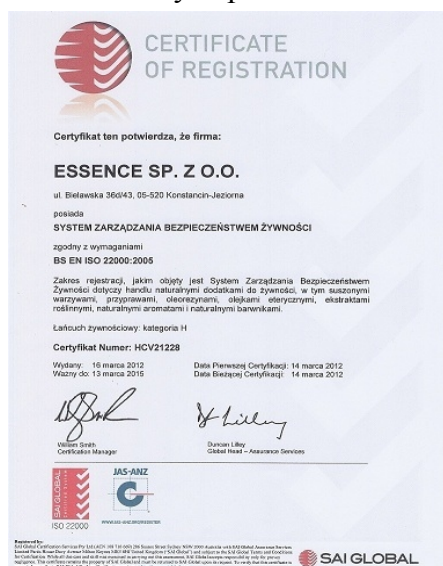 CERTIFICATE
OF REGISTRATION
Certyfikat ten potwierdza, że firma:
ESSENCE SP. Z O.O.
ul. Bielawska 36d/43, 05-520 Konstancin-Jeziorna
posiada
SYSTEM ZARZĄDZANIA BEZPIECZEŃSTWEM ŻYWNOŚCI
zgodny z wymaganiami
BS EN ISO 22000:2005
Zakres rejestracji, jakim objęty jest System Zarządzania Bezpieczeństwem
Żywności dotyczy handlu naturalnymi dodatkami do żywności, w tym suszonymi
warzywami, przyprawami, oleorezynami, olejkami eterycznymi, ekstraktami
roślinnymi, naturalnymi aromatami i naturalnymi barwnikami.
Łańcuch żywnościowy: kategoria H
Certyfikat Numer: HCV21228
Wydany: 16 marca 2012 Data Pierwszej Certyfikacji: 14 marca 2012
Ważny do: 13 marca 2015 Data Bieżącej Certyfikacji: 14 marca 2012
William Smith Duncan Lilley
Certification Manager Global Head – Assurance Services
SAI GLOBAL
JAS-ANZ
ISO 22000
Registered by:
SAI GLOBAL